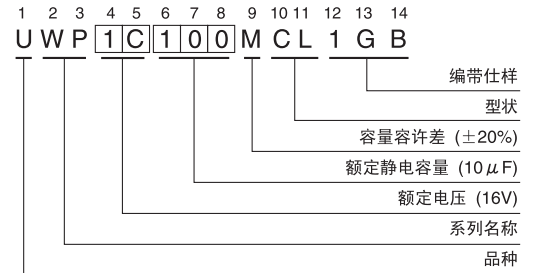 1 2 3 4 5 6 7 8 9 10 11 12 13 14
U W P 1 C 1 0 0 M C L 1 G B
编带仕样
型状
容量容许差 (±20%)
额定静电容量 (10μF)
额定电压 (16V)
系列名称
品种